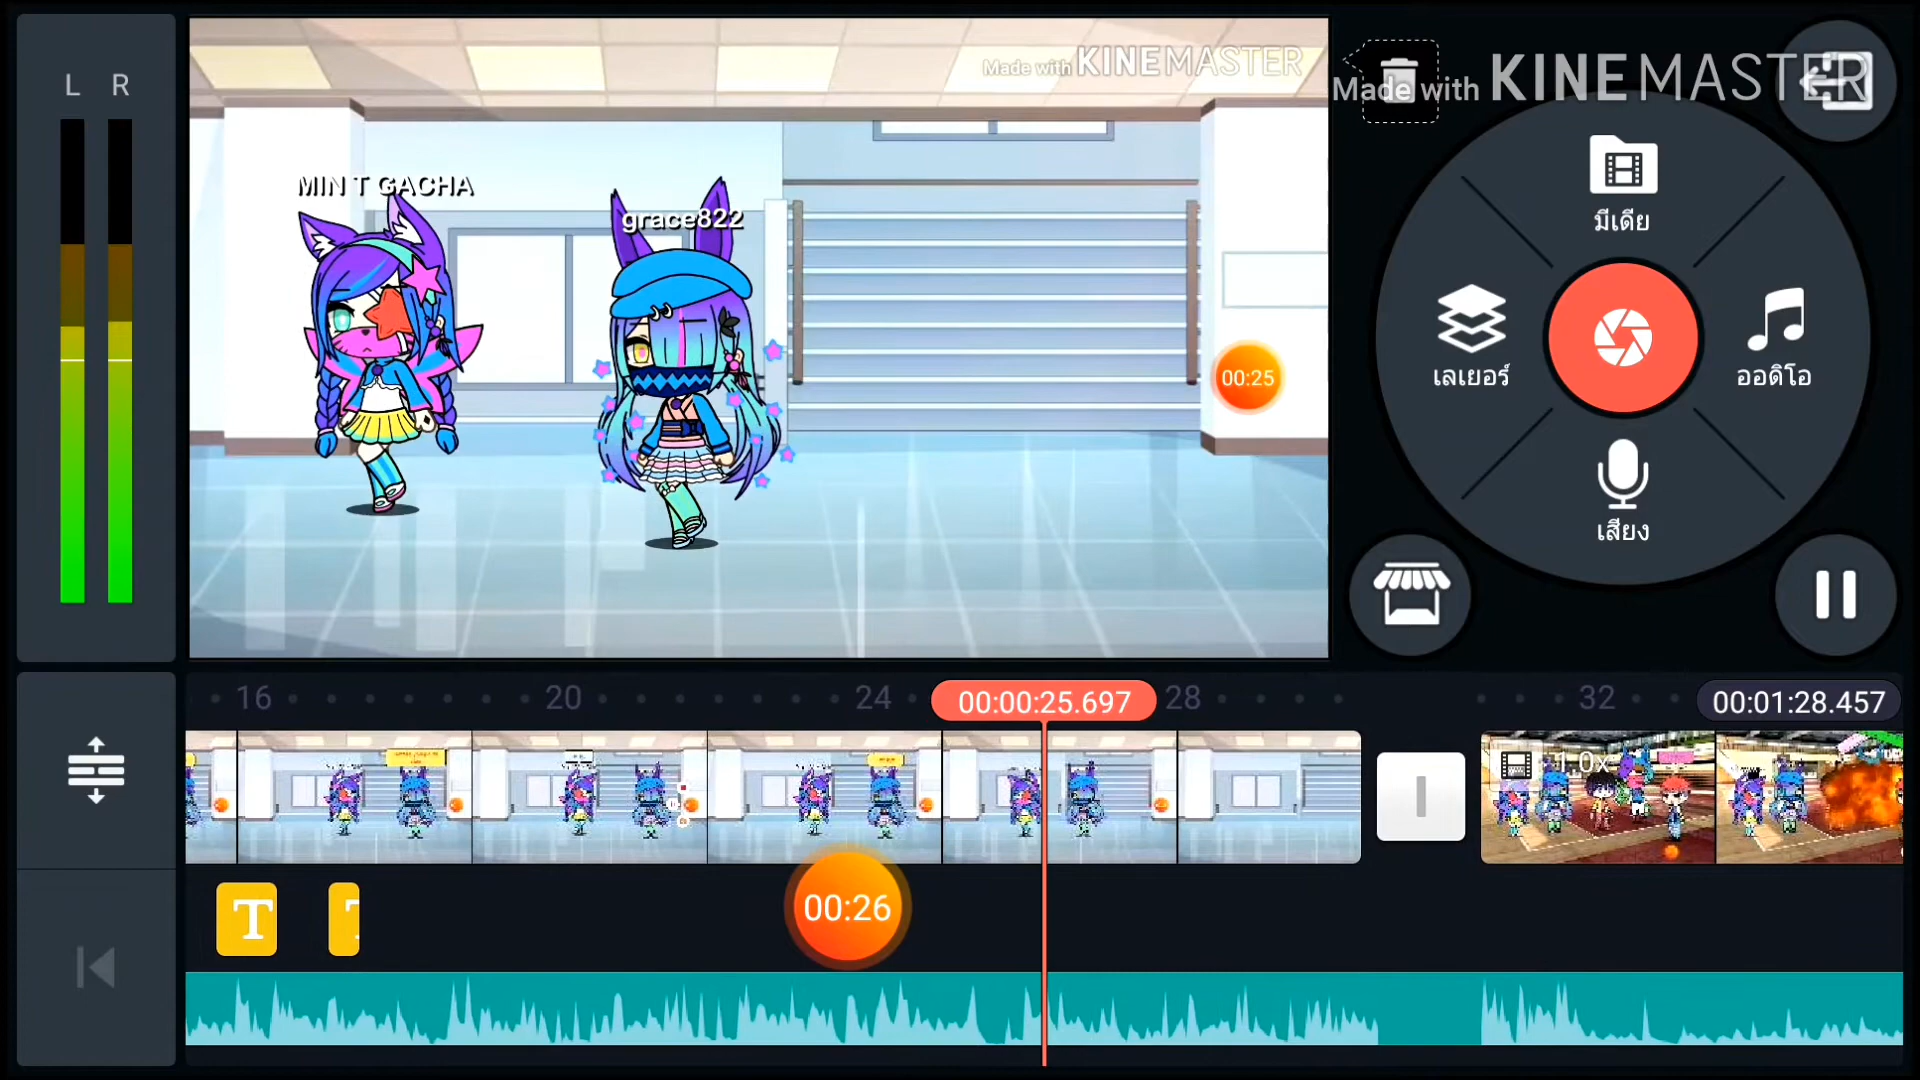 L R
Made with KINEMASTER
Made with KINEMASTER
MIN T GACHA
grace822
มีเดีย
เลเยอร์
ออดิโอ
00:25
เสียง
16 20 24 00:00:25.697 28 32 00:01:28.457
1.0x
T
00:26